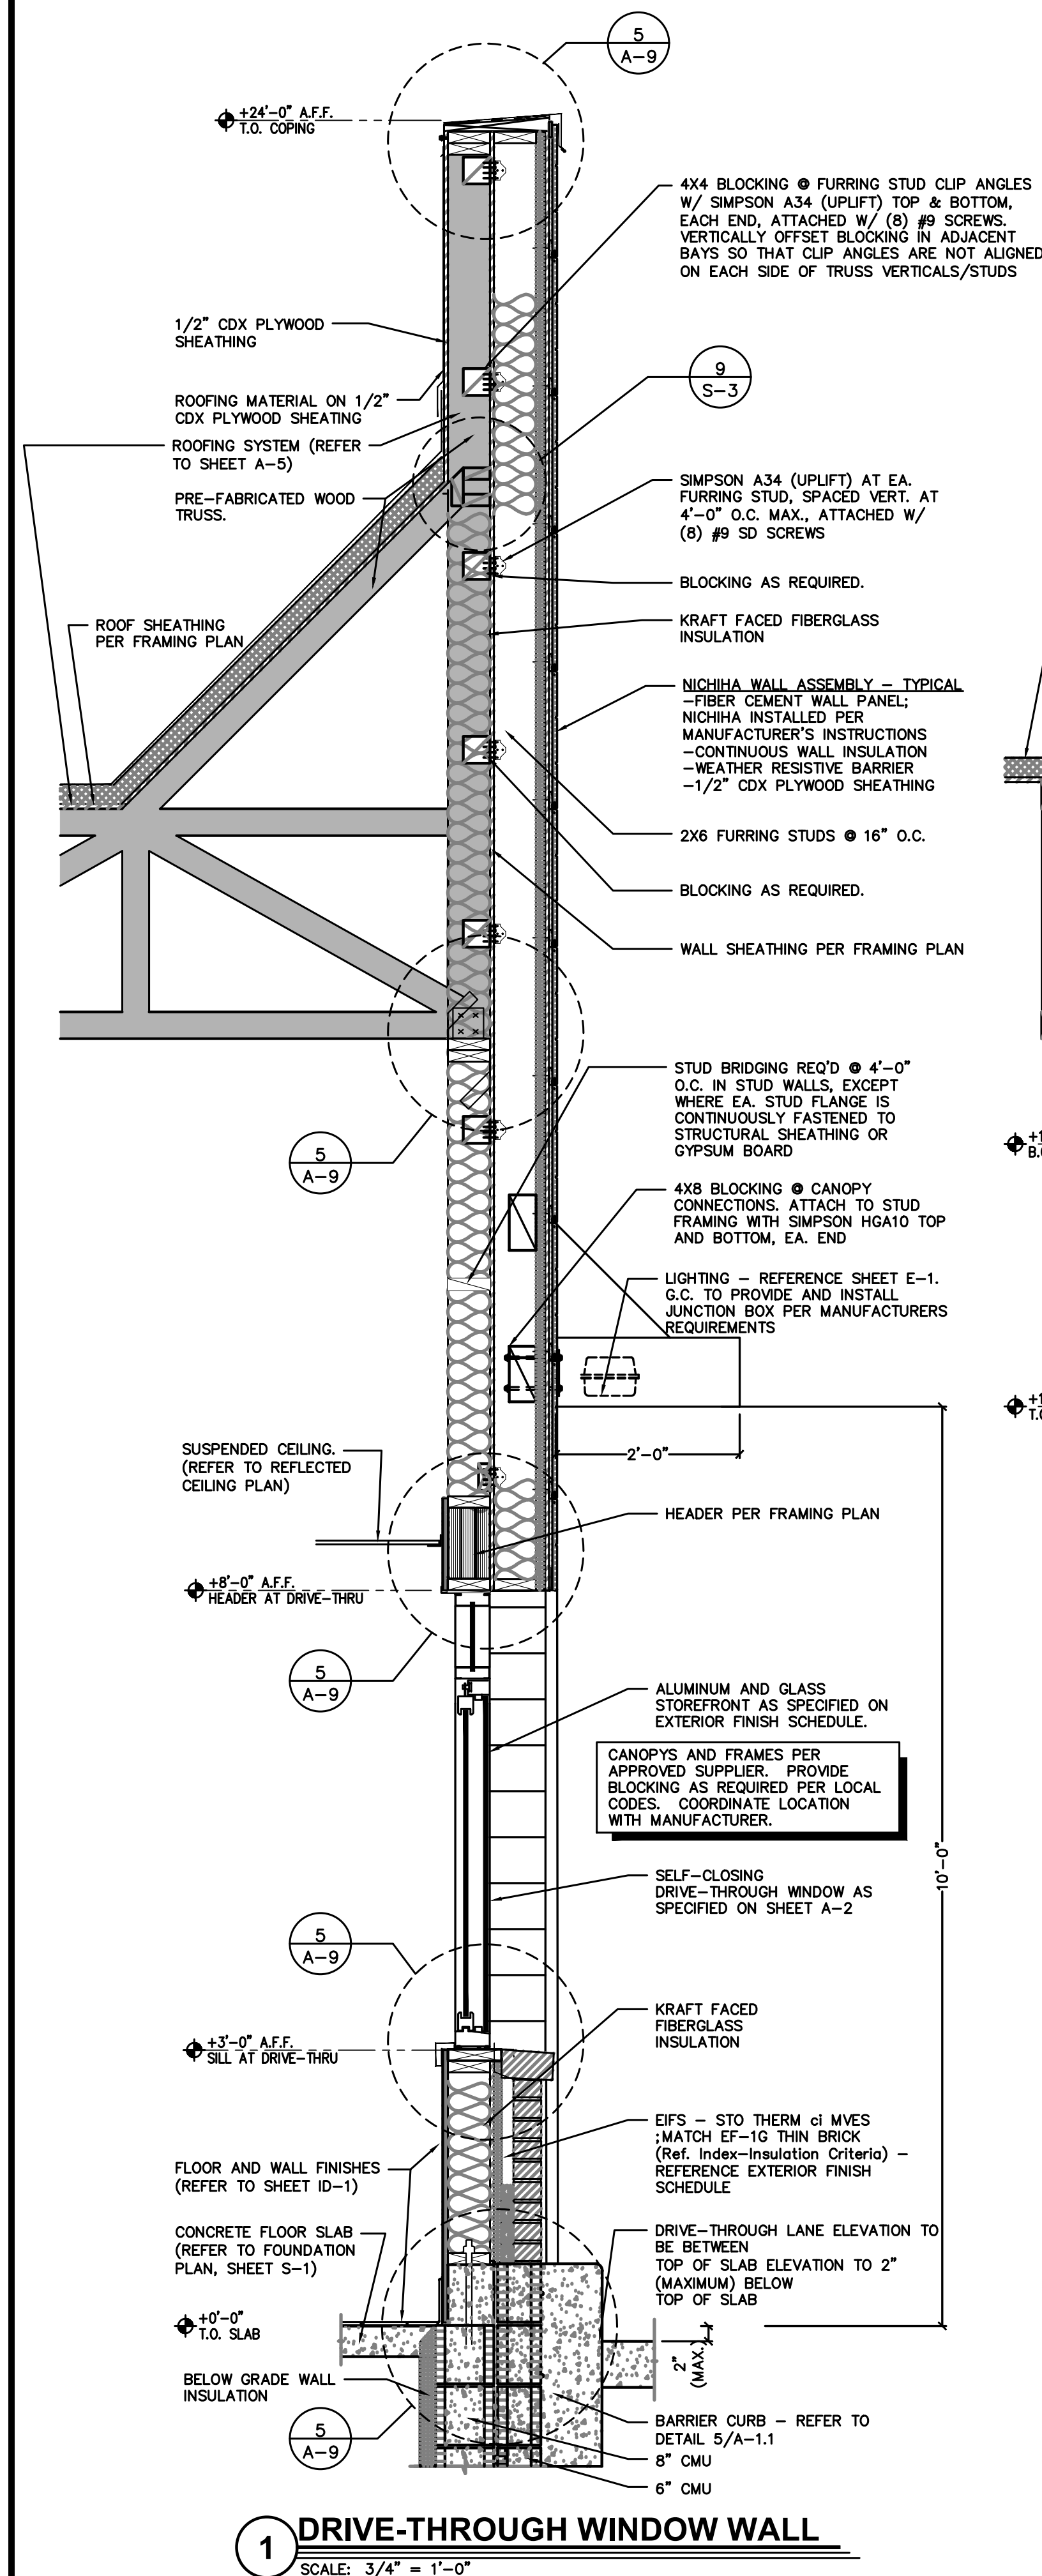 5
A-9
+24'-0" A.F.F.
T.O. COPING
4X4 BLOCKING @ FURRING STUD CLIP ANGLES
W/ SIMPSON A34 (UPLIFT) TOP & BOTTOM,
EACH END, ATTACHED W/ (8) #9 SCREWS.
VERTICALLY OFFSET BLOCKING IN ADJACENT
BAYS SO THAT CLIP ANGLES ARE NOT ALIGNED
ON EACH SIDE OF TRUSS VERTICALS/STUDS
1/2" CDX PLYWOOD
SHEATHING
9
S-3
ROOFING MATERIAL ON 1/2"
CDX PLYWOOD SHEATING
ROOFING SYSTEM (REFER
TO SHEET A-5)
PRE-FABRICATED WOOD
TRUSS.
SIMPSON A34 (UPLIFT) AT EA.
FURRING STUD, SPACED VERT. AT
4'-0" O.C. MAX., ATTACHED W/
(8) #9 SD SCREWS
BLOCKING AS REQUIRED.
ROOF SHEATHING
PER FRAMING PLAN
KRAFT FACED FIBERGLASS
INSULATION
NICHIHA WALL ASSEMBLY - TYPICAL
-FIBER CEMENT WALL PANEL;
NICHIHA INSTALLED PER
MANUFACTURER'S INSTRUCTIONS
-CONTINUOUS WALL INSULATION
-WEATHER RESISTIVE BARRIER
-1/2" CDX PLYWOOD SHEATHING
2X6 FURRING STUDS @ 16" O.C.
BLOCKING AS REQUIRED.
WALL SHEATHING PER FRAMING PLAN
STUD BRIDGING REQ'D @ 4'-0"
O.C. IN STUD WALLS, EXCEPT
WHERE EA. STUD FLANGE IS
CONTINUOUSLY FASTENED TO
STRUCTURAL SHEATHING OR
GYPSUM BOARD
5
A-9
+1
B.
4X8 BLOCKING @ CANOPY
CONNECTIONS. ATTACH TO STUD
FRAMING WITH SIMPSON HGA10 TOP
AND BOTTOM, EA. END
LIGHTING - REFERENCE SHEET E-1.
G.C. TO PROVIDE AND INSTALL
JUNCTION BOX PER MANUFACTURERS
REQUIREMENTS
+1
T.
2'-0"
SUSPENDED CEILING.
(REFER TO REFLECTED
CEILING PLAN)
HEADER PER FRAMING PLAN
+8'-0" A.F.F.
HEADER AT DRIVE-THRU
5
A-9
ALUMINUM AND GLASS
STOREFRONT AS SPECIFIED ON
EXTERIOR FINISH SCHEDULE.
CANOPYS AND FRAMES PER
APPROVED SUPPLIER. PROVIDE
BLOCKING AS REQUIRED PER LOCAL
CODES. COORDINATE LOCATION
WITH MANUFACTURER.
10'-0"
SELF-CLOSING
DRIVE-THROUGH WINDOW AS
SPECIFIED ON SHEET A-2
5
A-9
KRAFT FACED
FIBERGLASS
INSULATION
+3'-0" A.F.F.
SILL AT DRIVE-THRU
EIFS - STO THERM ci MVES
;MATCH EF-1G THIN BRICK
(Ref. Index-Insulation Criteria) -
REFERENCE EXTERIOR FINISH
SCHEDULE
FLOOR AND WALL FINISHES
(REFER TO SHEET ID-1)
CONCRETE FLOOR SLAB
(REFER TO FOUNDATION
PLAN, SHEET S-1)
DRIVE-THROUGH LANE ELEVATION TO
BE BETWEEN
TOP OF SLAB ELEVATION TO 2"
(MAXIMUM) BELOW
TOP OF SLAB
+0'-0"
T.O. SLAB
2"
(MAX.)
BELOW GRADE WALL
INSULATION
BARRIER CURB - REFER TO
DETAIL 5/A-1.1
5
A-9
8" CMU
6" CMU
1
DRIVE-THROUGH WINDOW WALL
SCALE: 3/4" = 1'-0"